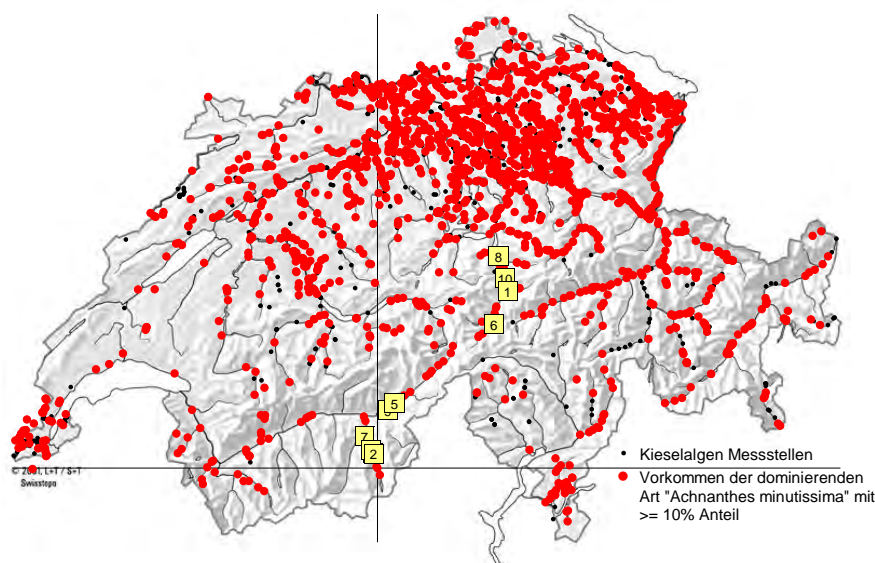 8
10
1
6
5
7
2
Kieselalgen Messstellen
Vorkommen der dominierenden
Art "Achnanthes minutissima" mit
>= 10% Anteil
Swisstopo